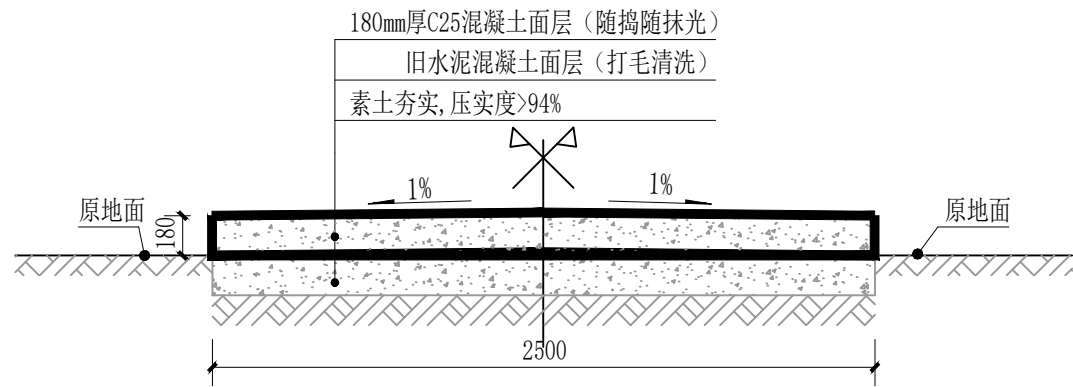 180mm厚C25混凝土面层（随捣随抹光）
旧水泥混凝土面层（打毛清洗）
素土夯实,压实度>94%
1%
1%
原地面
180
原地面
2500